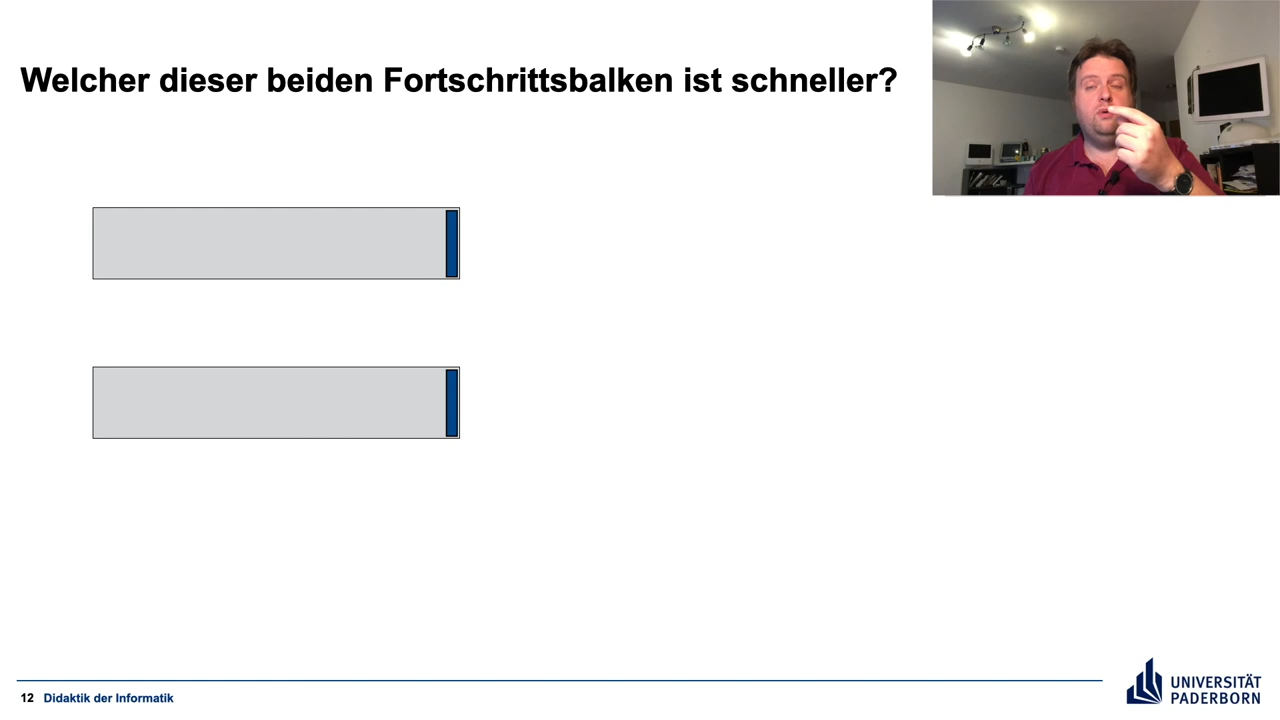 Welcher dieser beiden Fortschrittsbalken ist schneller?
12 Didaktik der Informatik
UNIVERSITÄT
PADERBORN